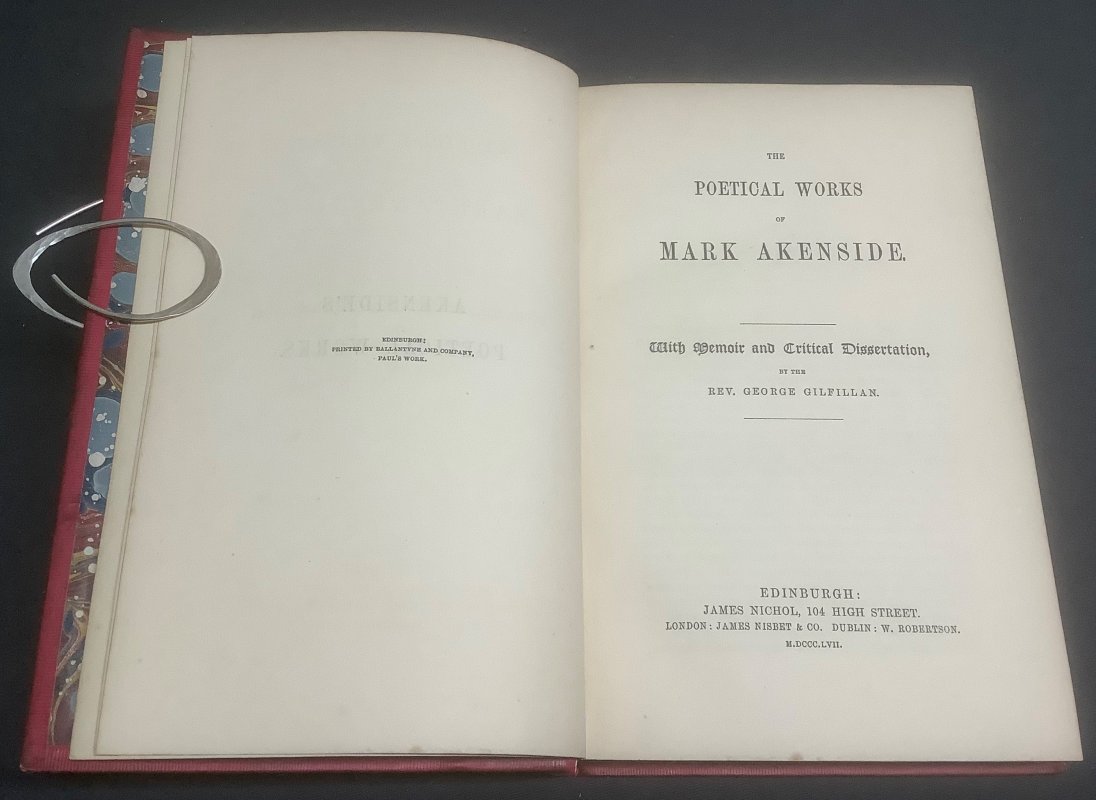 EDINBURGH:
PRINTED BY BALLANTYNE AND COMPANY,
PAUL'S WORK.
THE
POETICAL WORKS
OF
MARK AKENSIDE.
With Memoir and Critical Dissertation,
BY THE
REV. GEORGE GILFILLAN.
EDINBURGH:
JAMES NICHOL, 104 HIGH STREET.
LONDON: JAMES NISBET & CO. DUBLIN: W. ROBERTSON.
M.DCCC.LVII.